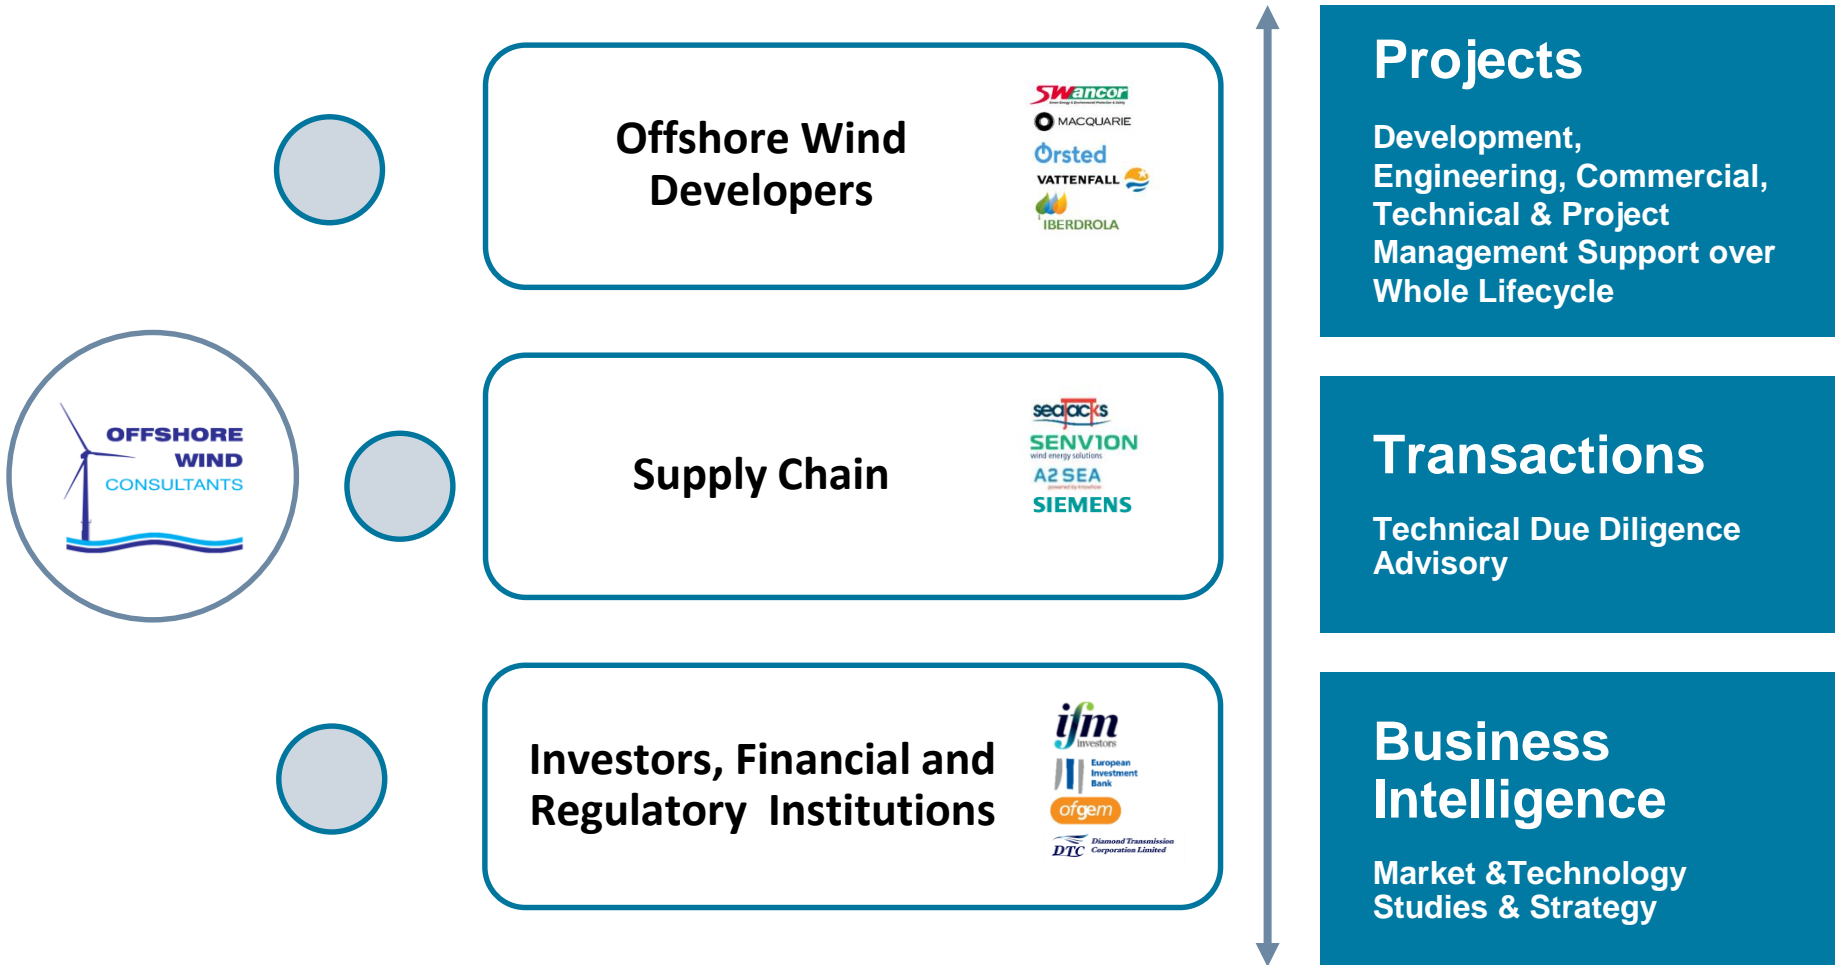 OFFSHORE
WIND
CONSULTANTS
Offshore Wind
Developers
SWancor
MACQUARIE
Ørsted
VATTENFALL
IBERDROLA
Supply Chain
seajacks
SENVION
wind energy solutions
A2SEA
SIEMENS
Investors, Financial and
Regulatory Institutions
ifm
investors
European
Investment
Bank
ofgem
DTC
Diamond Transmission
Corporation Limited
Projects
Development,
Engineering, Commercial,
Technical & Project
Management Support over
Whole Lifecycle
Transactions
Technical Due Diligence
Advisory
Business
Intelligence
Market &Technology
Studies & Strategy